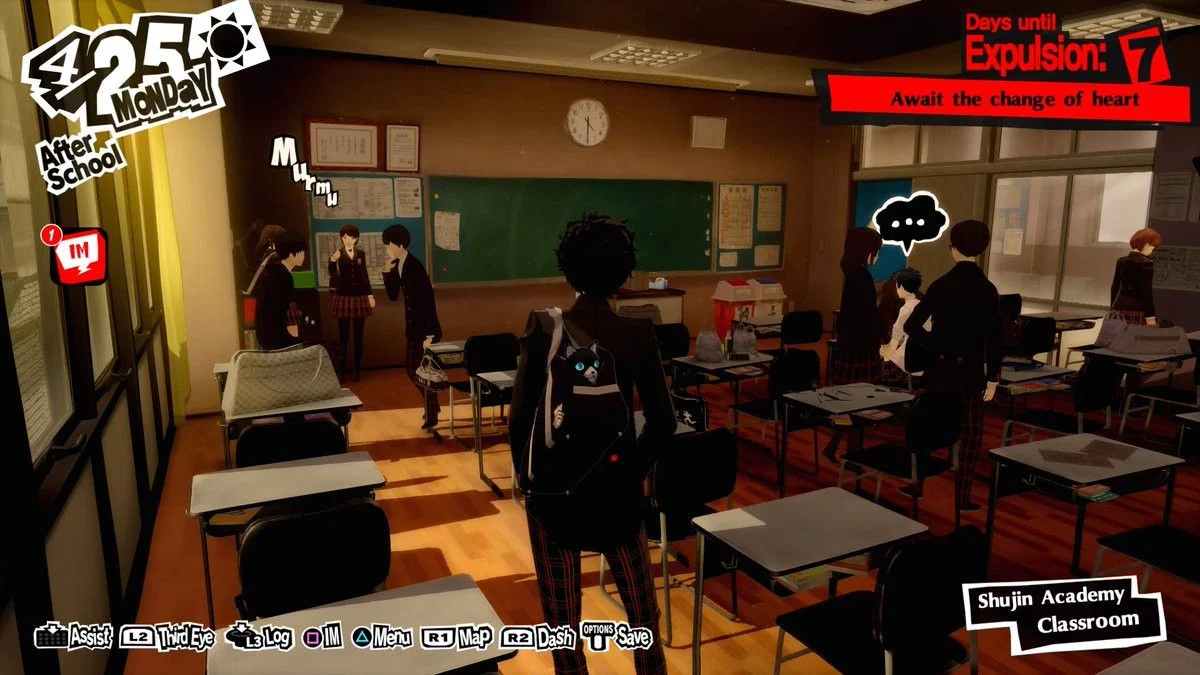 4 25
MONDAY
After
School
1
IM
Days until
Expulsion: 7
Await the change of heart
Murmu
...
Assist L2 Third Eye L3 Log IM Menu R1 Map R2 Dash OPTIONS Save
Shujin Academy
Classroom